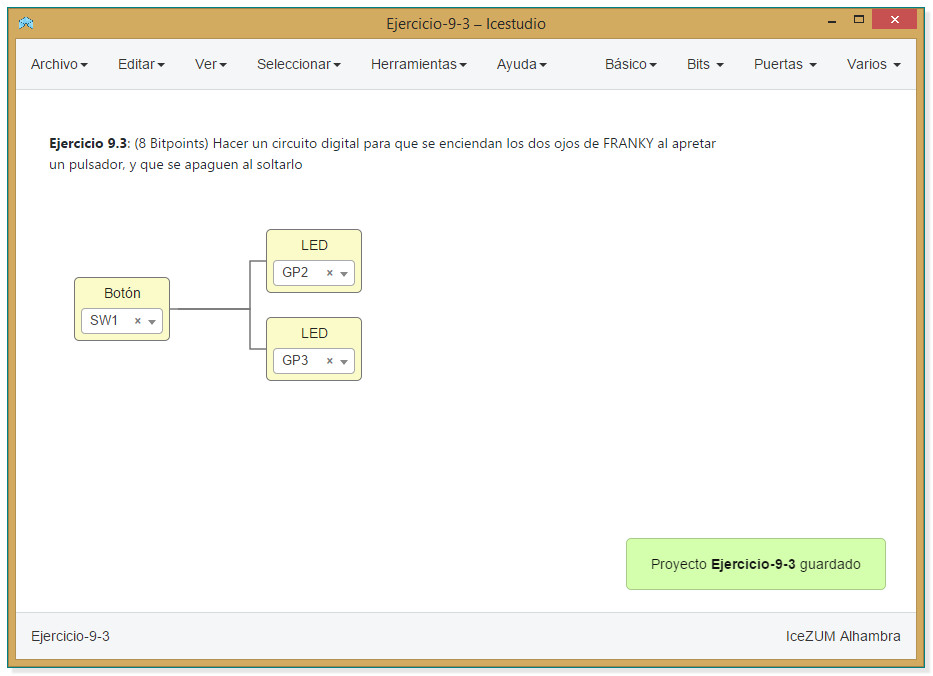 Ejercicio-9-3 – Icestudio
Archivo Editar Ver Seleccionar Herramientas Ayuda Básico Bits Puertas Varios
Ejercicio 9.3: (8 Bitpoints) Hacer un circuito digital para que se enciendan los dos ojos de FRANKY al apretar
un pulsador, y que se apaguen al soltarlo
LED
GP2 ×
Botón
SW1 ×
LED
GP3 ×
Proyecto Ejercicio-9-3 guardado
Ejercicio-9-3 IceZUM Alhambra